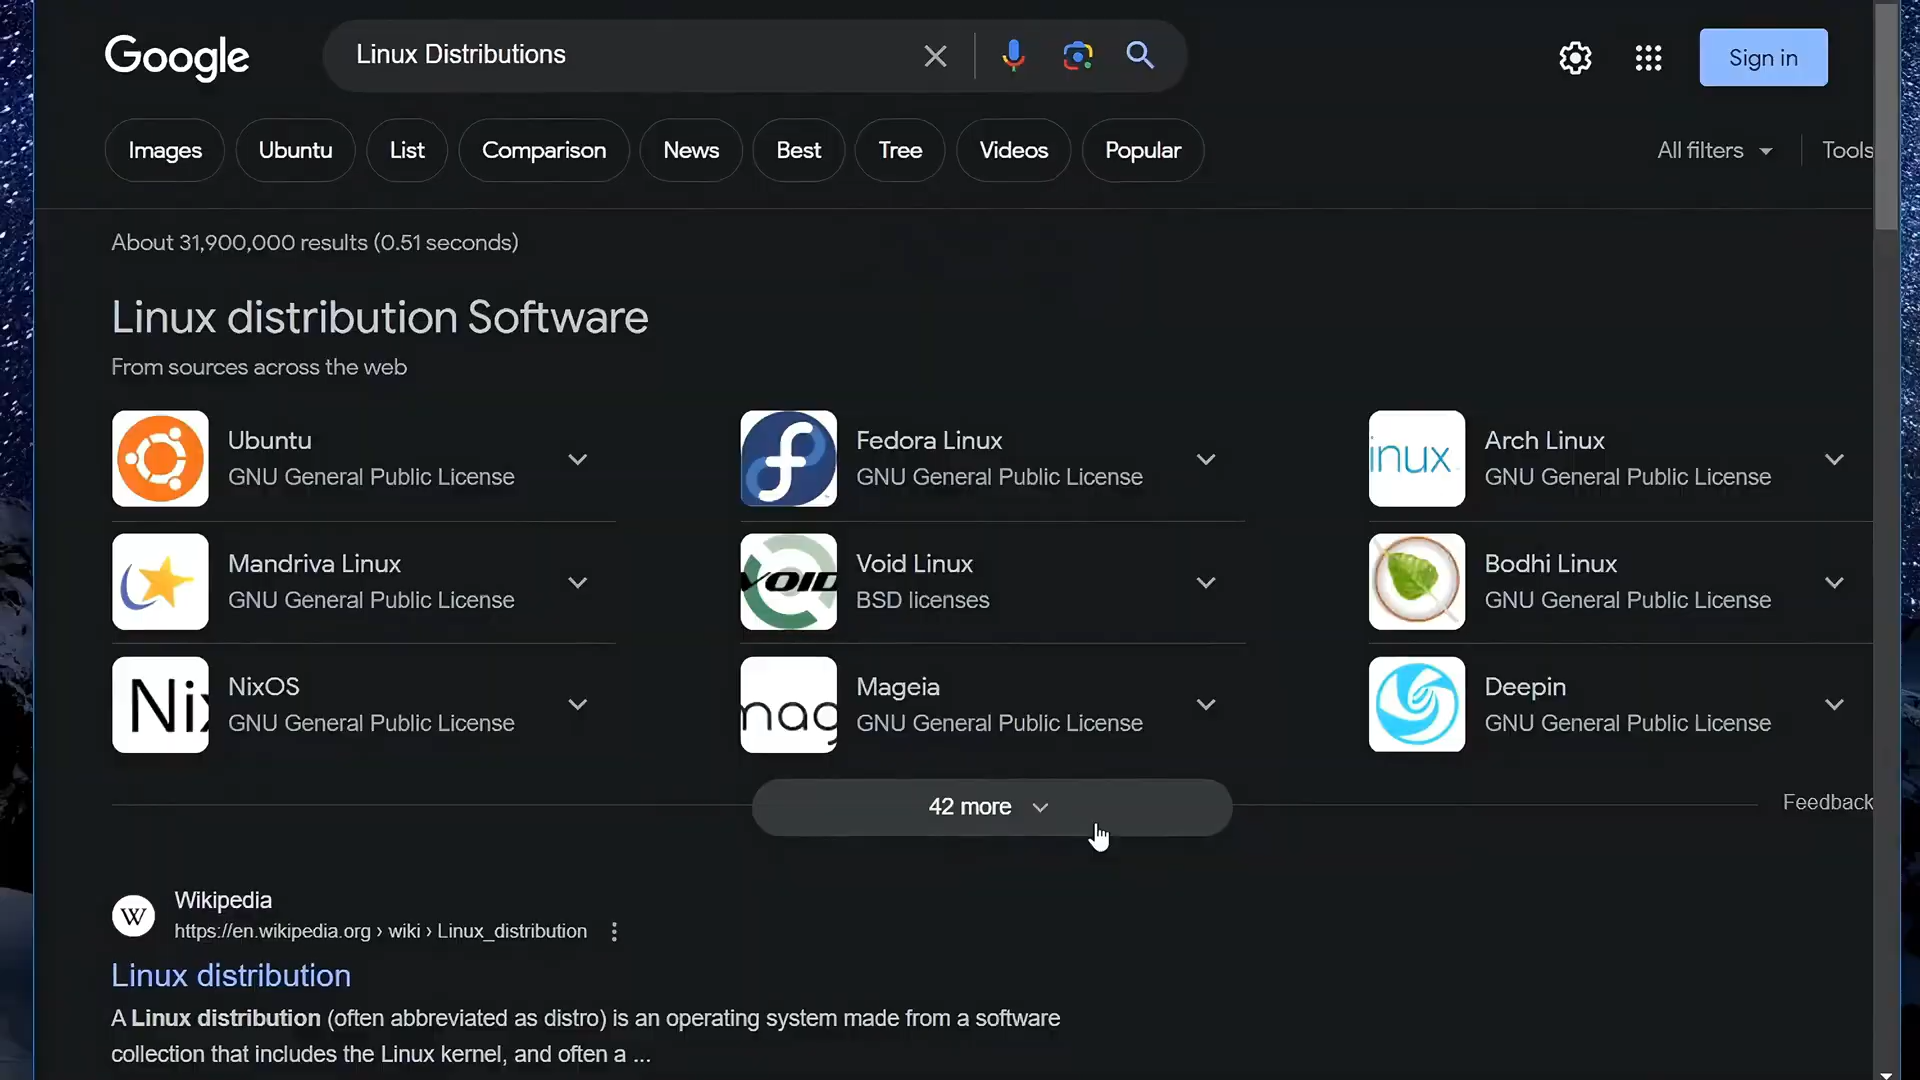 Google
Linux Distributions
Sign in
Images
Ubuntu
List
Comparison
News
Best
Tree
Videos
Popular
All filters
Tools
About 31,900,000 results (0.51 seconds)
Linux distribution Software
From sources across the web
Ubuntu
GNU General Public License
Fedora Linux
GNU General Public License
inux
Arch Linux
GNU General Public License
Mandriva Linux
GNU General Public License
VOID
Void Linux
BSD licenses
Bodhi Linux
GNU General Public License
Nix
NixOS
GNU General Public License
mag
Mageia
GNU General Public License
Deepin
GNU General Public License
42 more
Feedback
W
Wikipedia
https://en.wikipedia.org › wiki › Linux_distribution
Linux distribution
A Linux distribution (often abbreviated as distro) is an operating system made from a software
collection that includes the Linux kernel, and often a ...